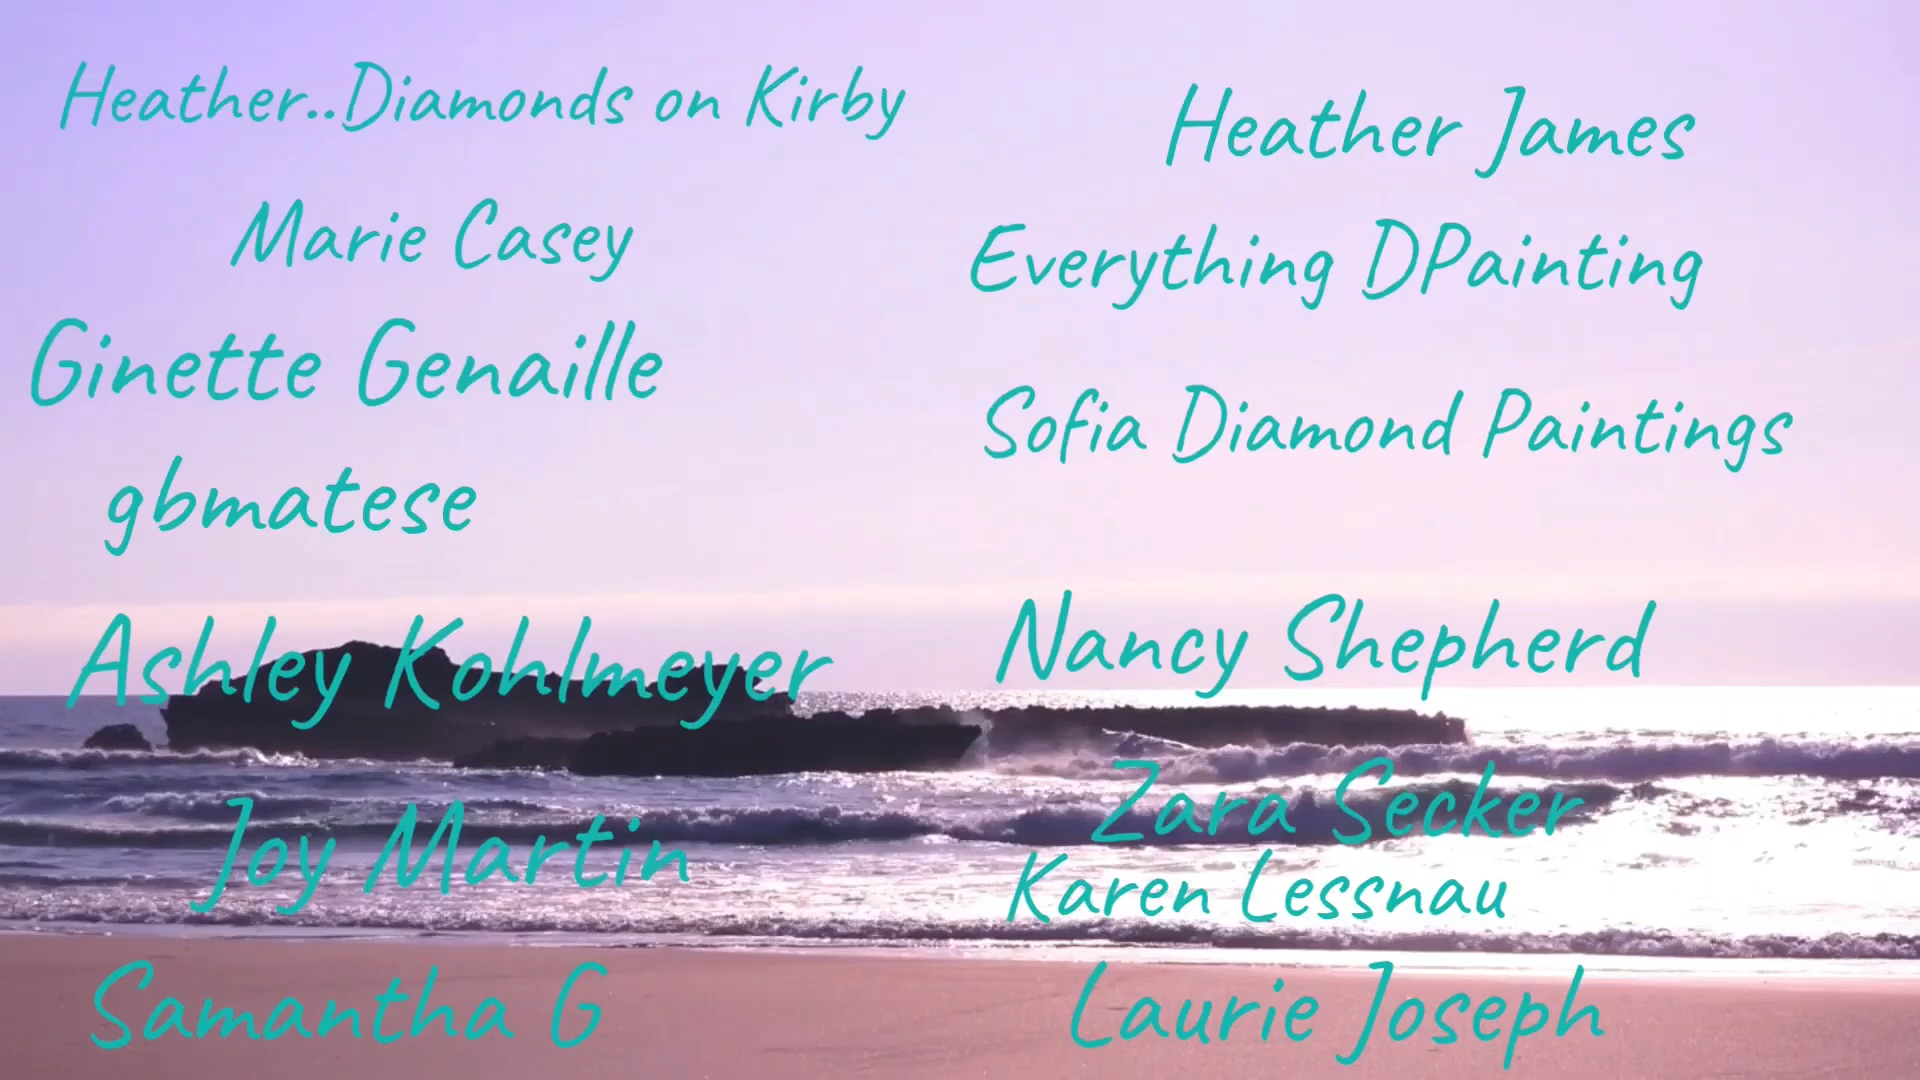 Heather..Diamonds on Kirby
Marie Casey
Ginette Genaille
gbmatese
Ashley Kohlmeyer
Joy Martin
Samantha G
Heather James
Everything DPainting
Sofia Diamond Paintings
Nancy Shepherd
Zara Secker
Karen Lessnau
Laurie Joseph